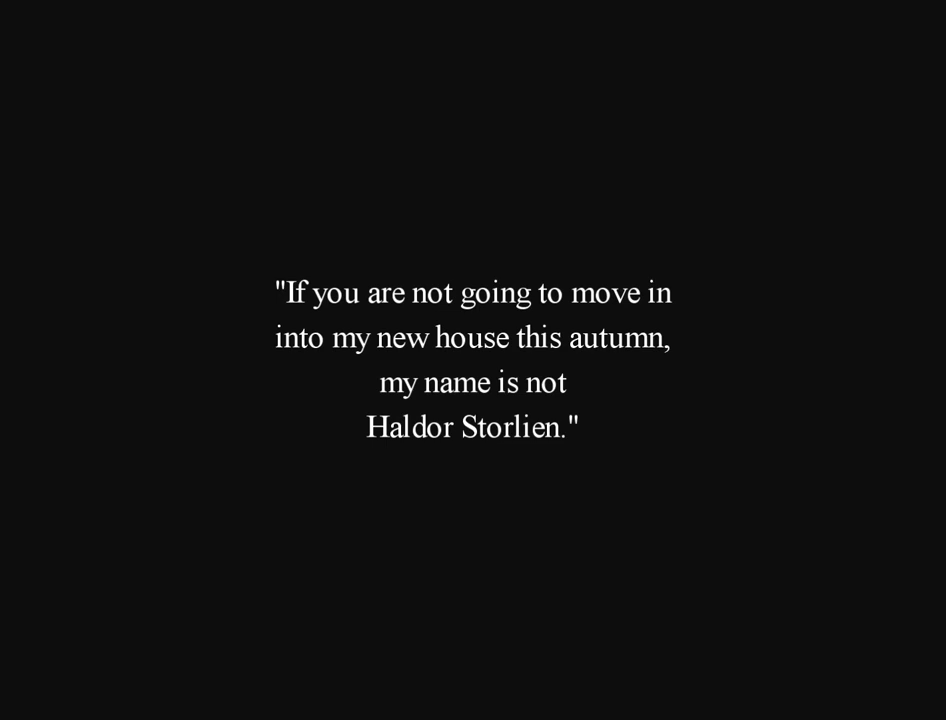 "If you are not going to move in
into my new house this autumn,
my name is not
Haldor Storlien."